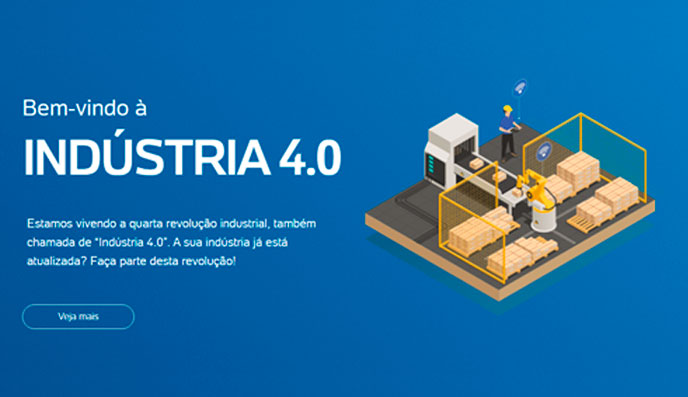 Bem-vindo à
INDÚSTRIA 4.0
Estamos vivendo a quarta revolução industrial, também
chamada de "Indústria 4.0". A sua indústria já está
atualizada? Faça parte desta revolução!
Veja mais